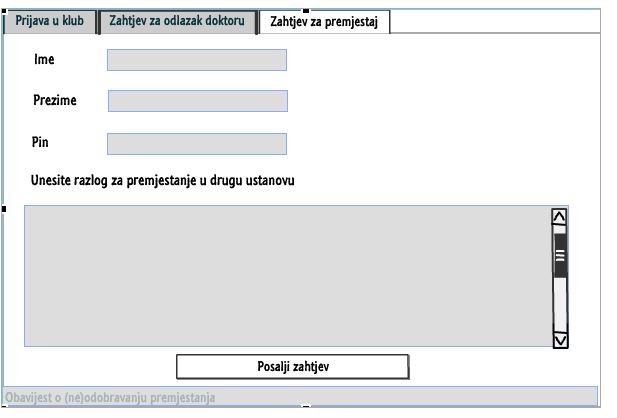 Prijava u klub Zahtjev za odlazak doktoru Zahtjev za premjestaj
Ime
Prezime
Pin
Unesite razlog za premjestanje u drugu ustanovu
Posalji zahtjev
Obavijest o (ne)odobravanju premjestanja